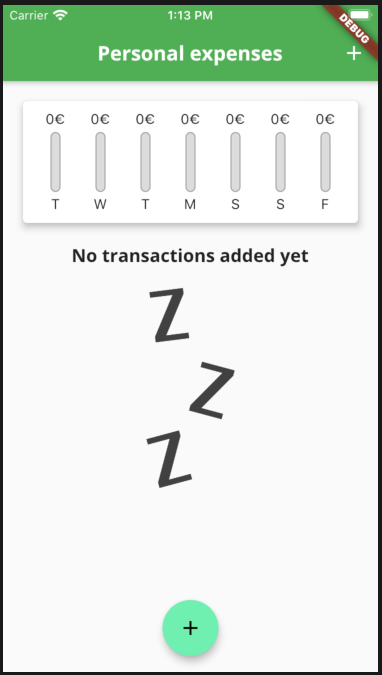 Carrier 1:13 PM
DEBUG
Personal expenses +
0€ 0€ 0€ 0€ 0€ 0€ 0€
T W T M S S F
No transactions added yet
Z
Z
Z
+